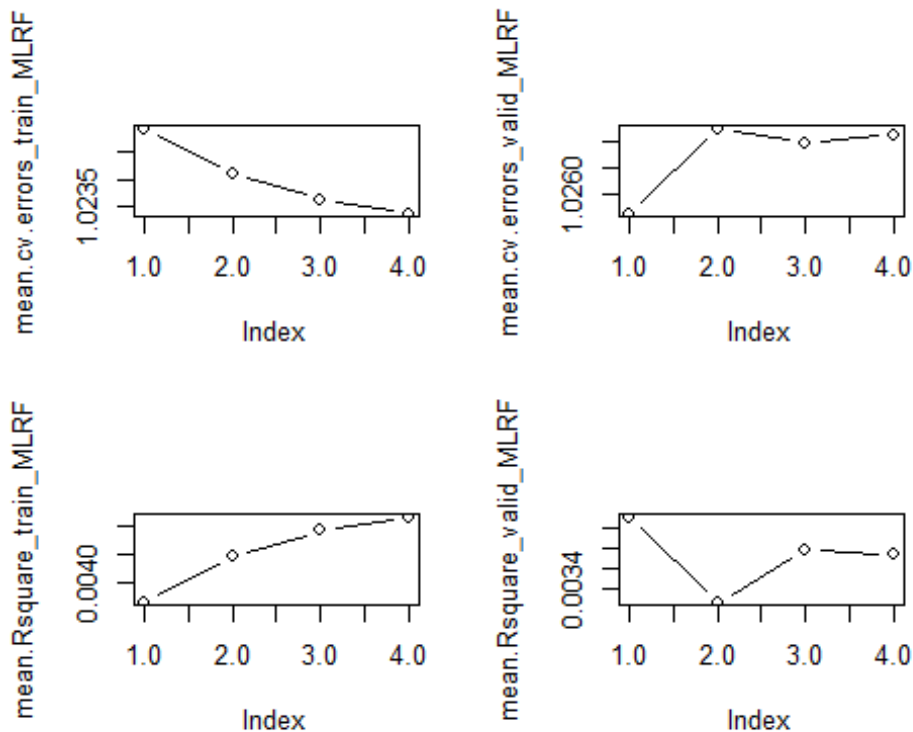 mean.cv.errors_train_MLRF
1.0235
1.0 2.0 3.0 4.0
Index
mean.cv.errors_valid_MLRF
1.0260
1.0 2.0 3.0 4.0
Index
mean.Rsquare_train_MLRF
0.0040
1.0 2.0 3.0 4.0
Index
mean.Rsquare_valid_MLRF
0.0034
1.0 2.0 3.0 4.0
Index